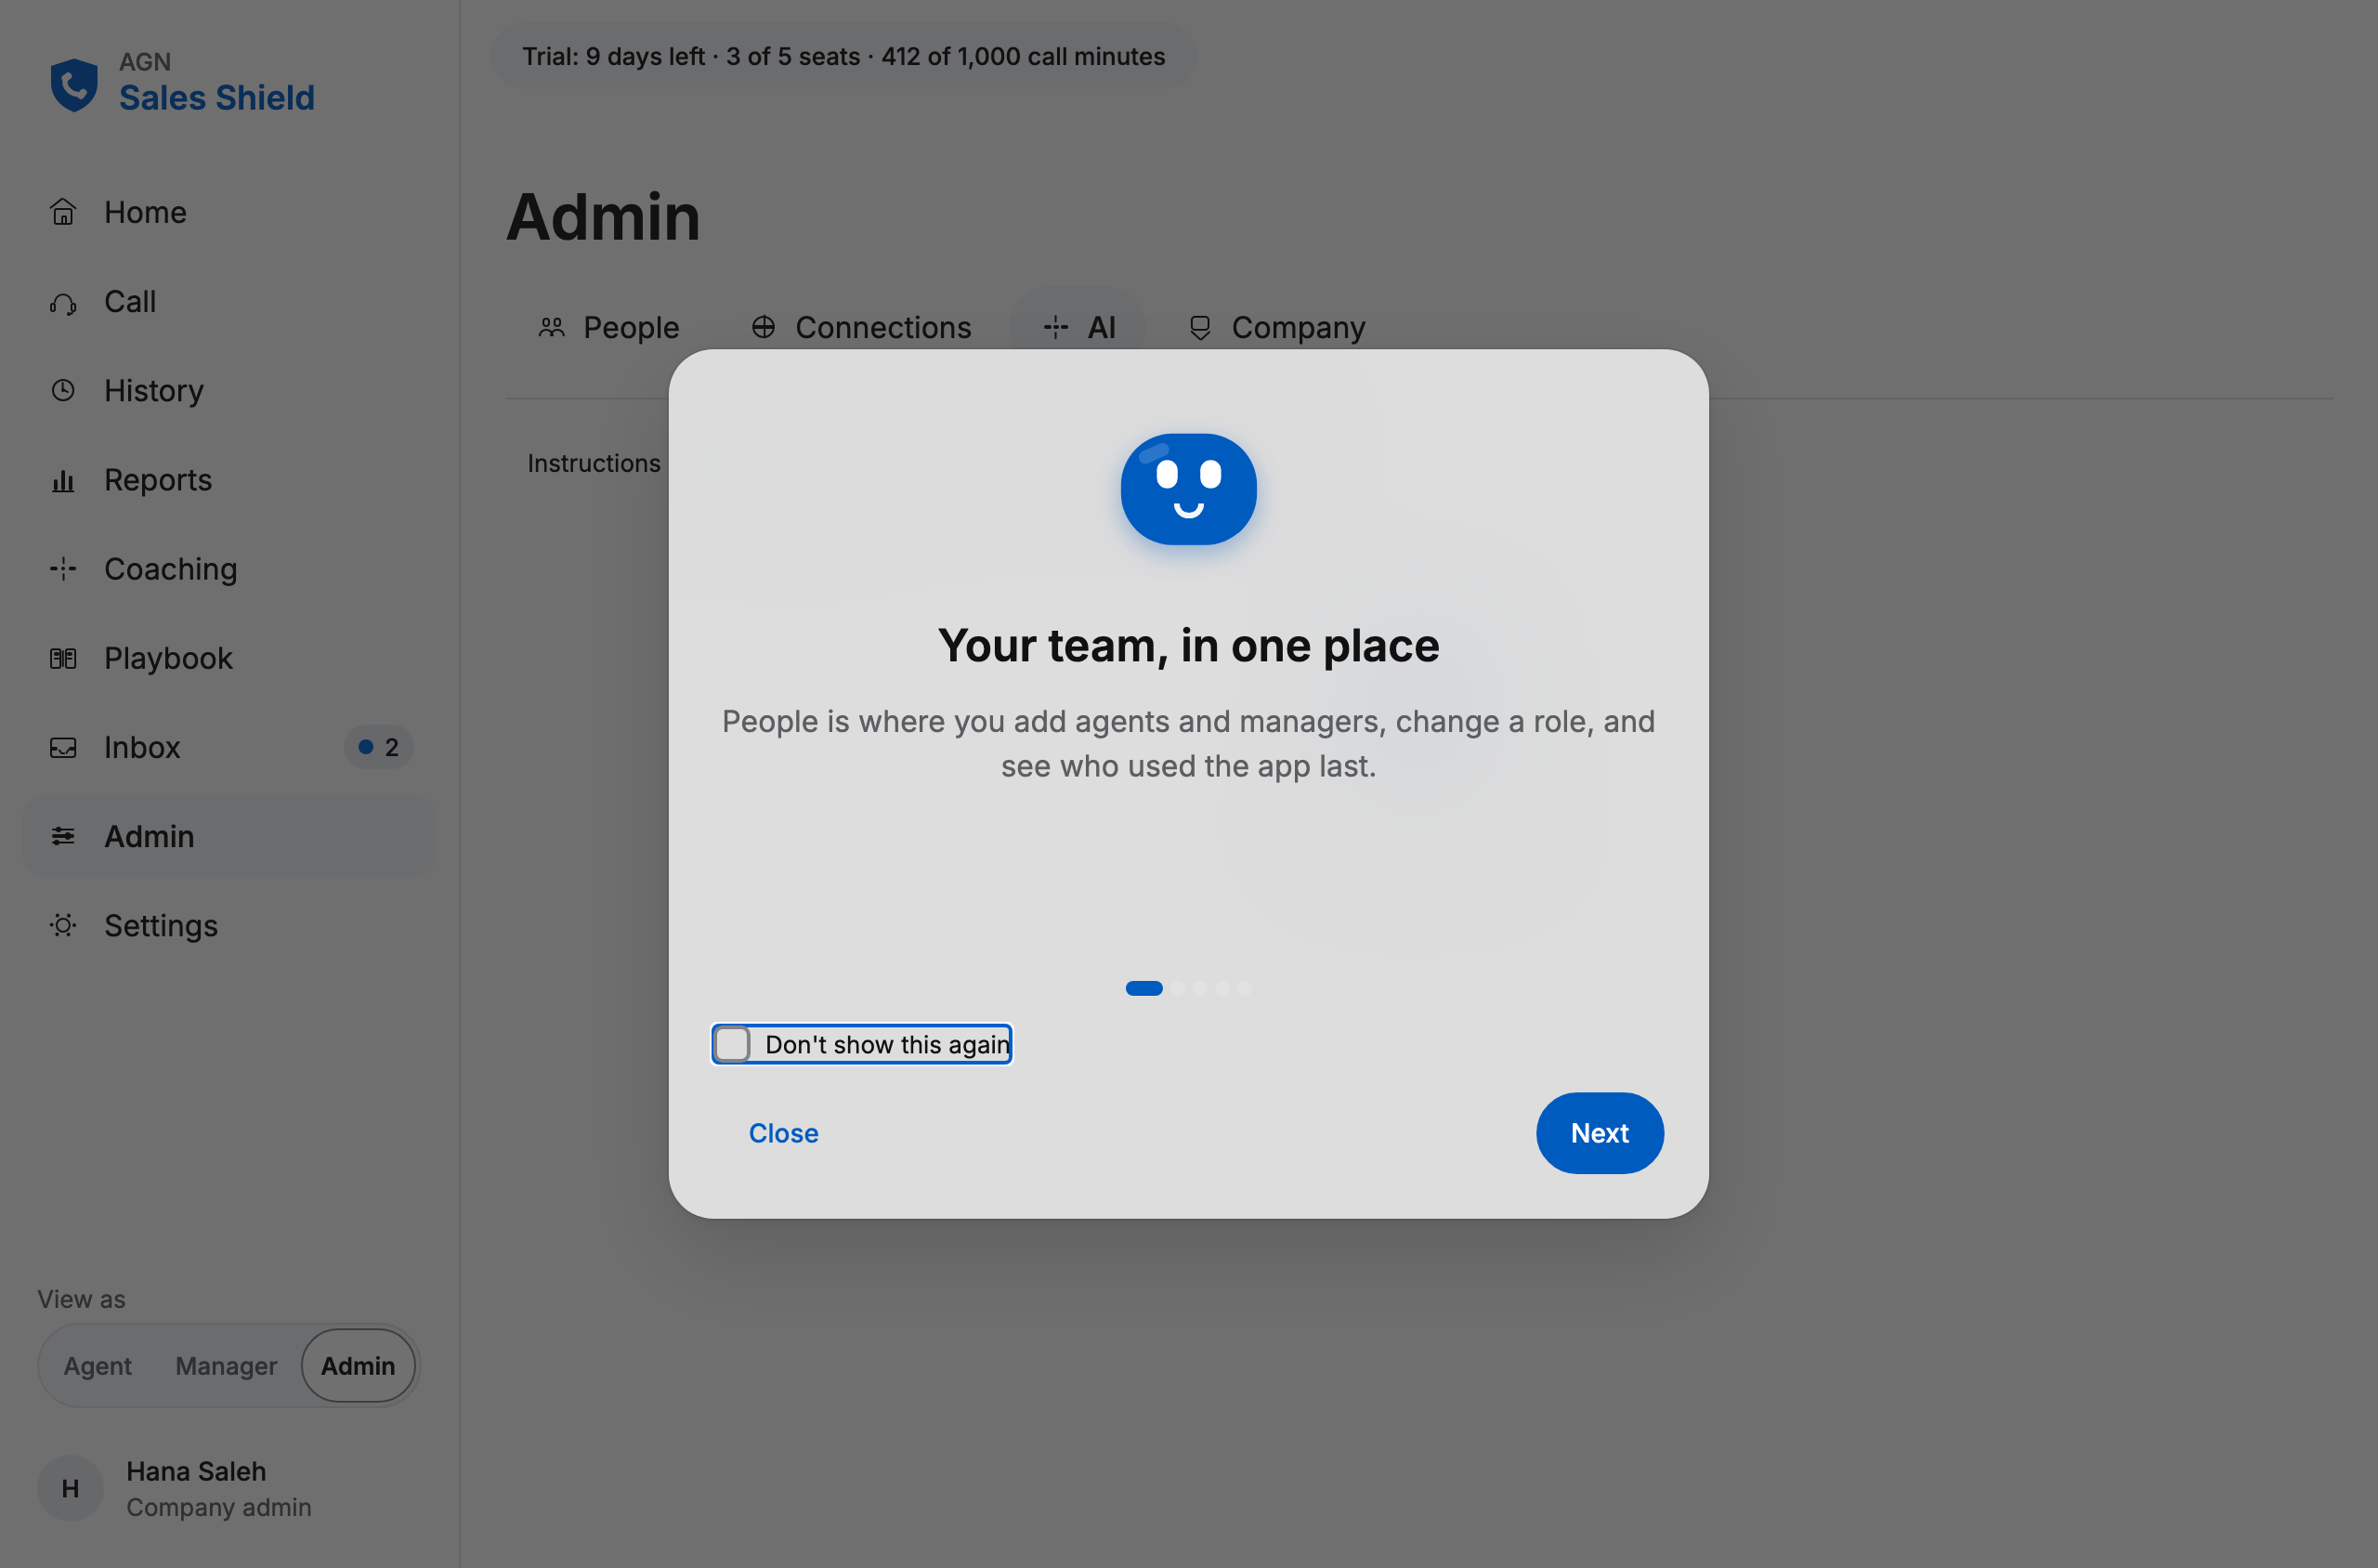 AGN
Sales Shield
Home
Call
History
Reports
Coaching
Playbook
Inbox 2
Admin
Settings
View as
Agent Manager Admin
H
Hana Saleh
Company admin
Trial: 9 days left · 3 of 5 seats · 412 of 1,000 call minutes
Admin
People Connections AI Company
Instructions
Your team, in one place
People is where you add agents and managers, change a role, and
see who used the app last.
Don't show this again
Close Next